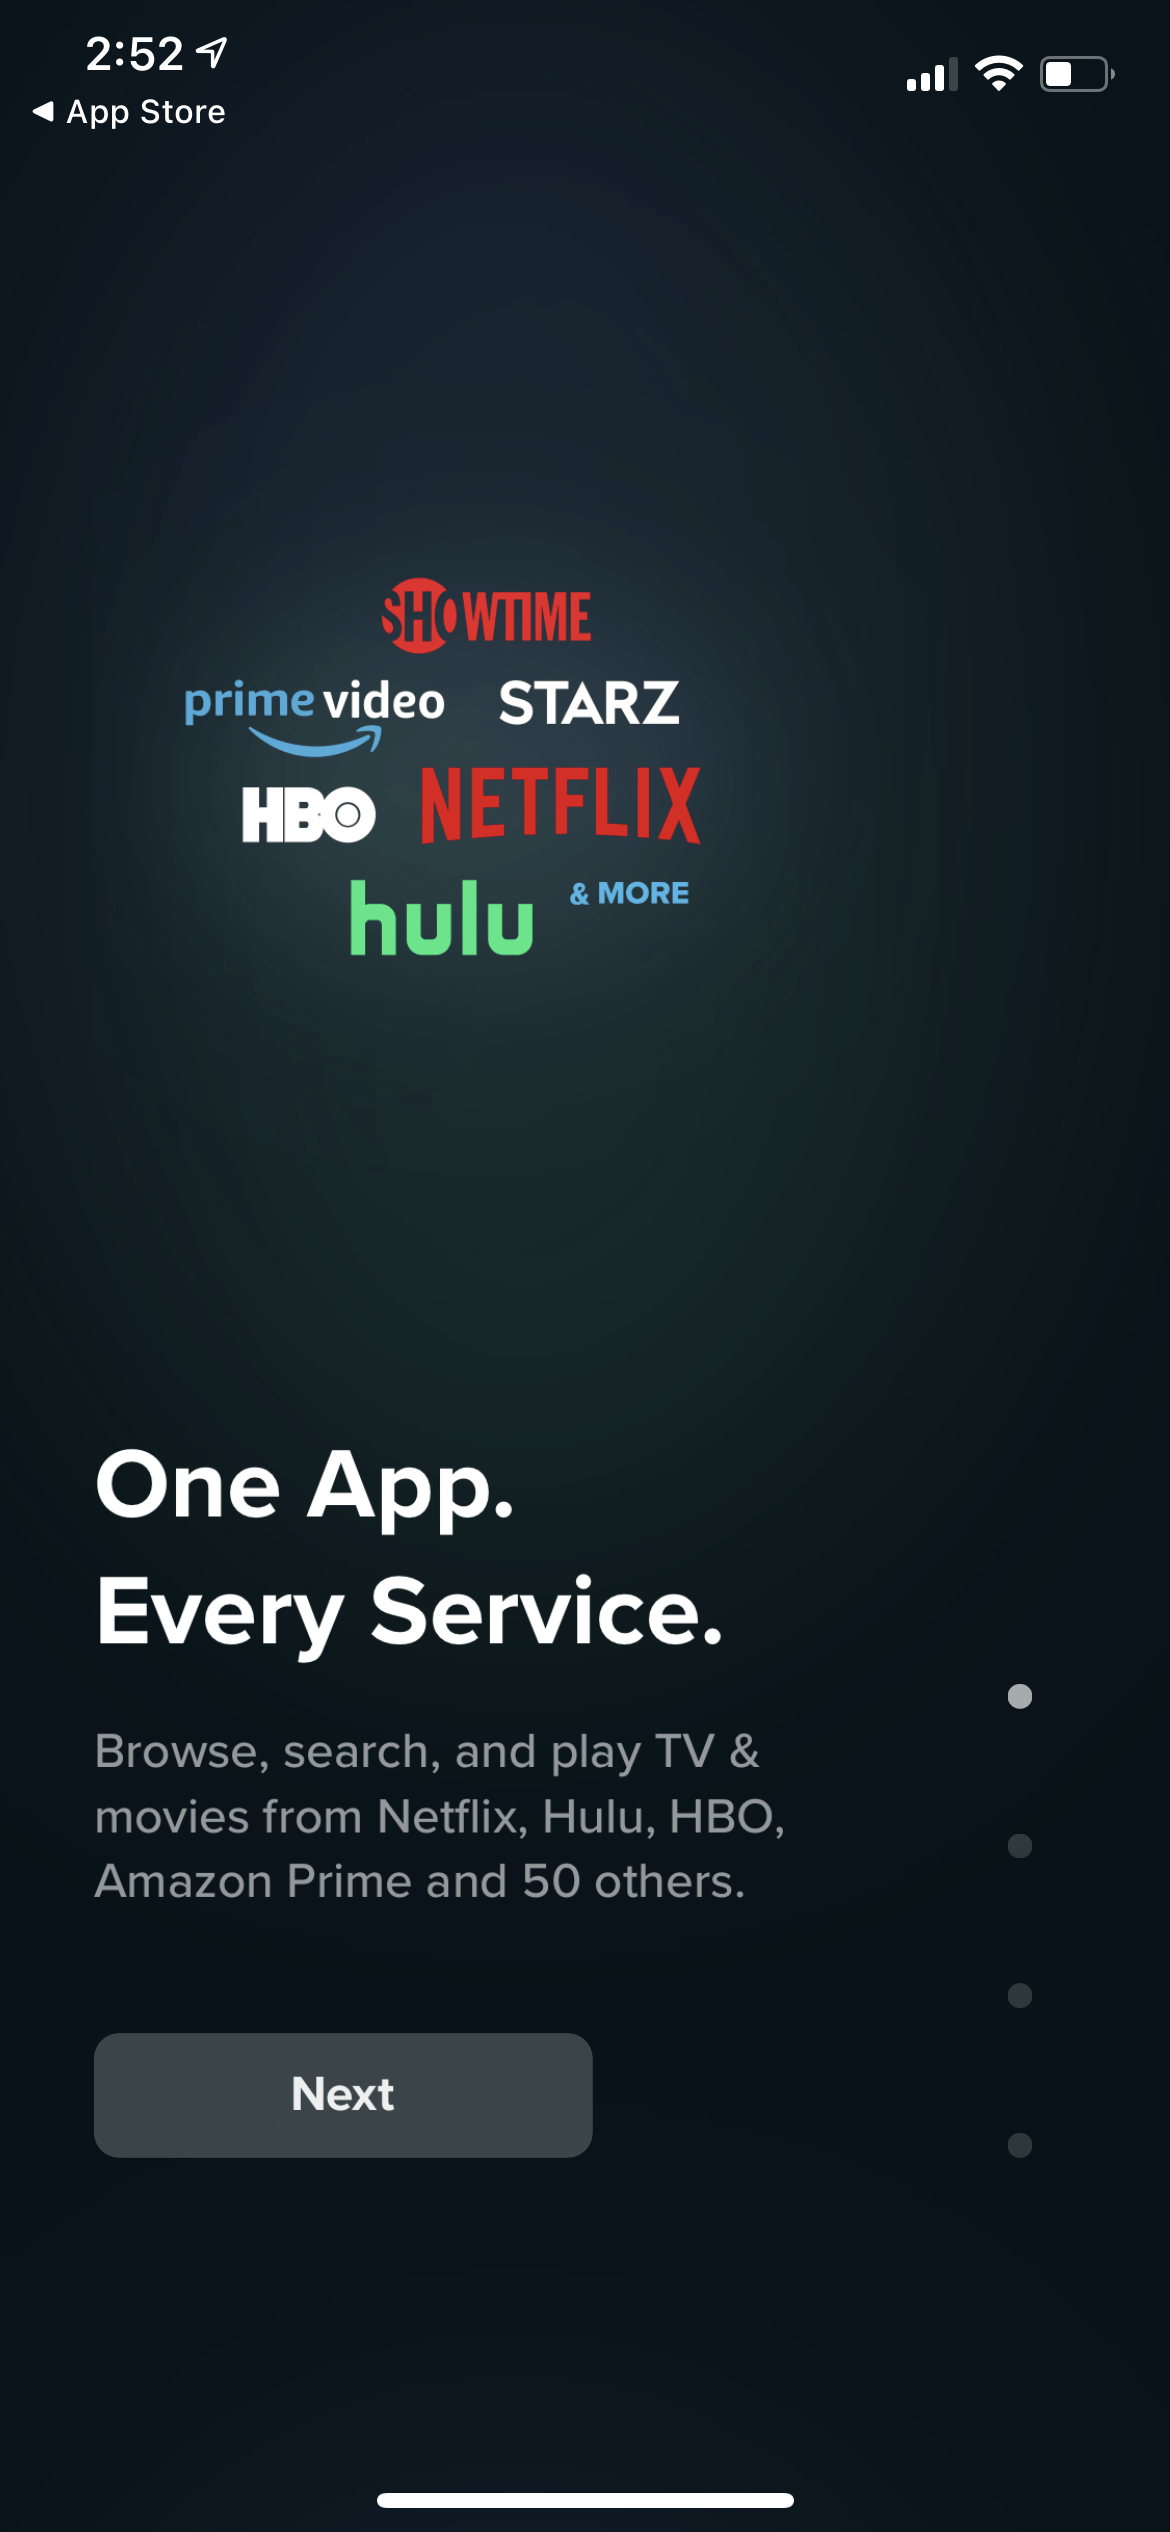 2:52
App Store
SHOWTIME
prime video STARZ
HBO NETFLIX
hulu & MORE
One App.
Every Service.
Browse, search, and play TV &
movies from Netflix, Hulu, HBO,
Amazon Prime and 50 others.
Next